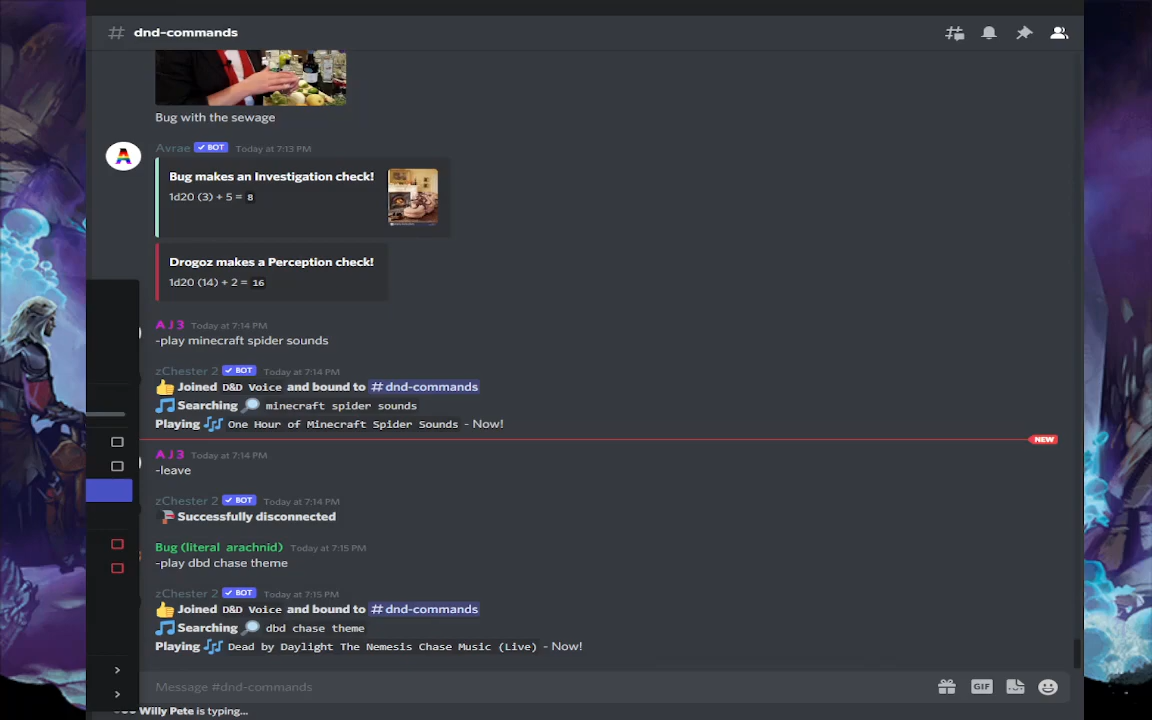 dnd-commands
Bug with the sewage
A
Avrae ✓ BOT Today at 7:13 PM
Bug makes an Investigation check!
1d20 (3) + 5 = 8
Drogoz makes a Perception check!
1d20 (14) + 2 = 16
A J 3 Today at 7:14 PM
-play minecraft spider sounds
zChester 2 ✓ BOT Today at 7:14 PM
👍 Joined D&D Voice and bound to # dnd-commands
🎵 Searching 🔎 minecraft spider sounds
Playing 🎶 One Hour of Minecraft Spider Sounds - Now!
NEW
A J 3 Today at 7:14 PM
-leave
zChester 2 ✓ BOT Today at 7:14 PM
Successfully disconnected
Bug (literal arachnid) Today at 7:15 PM
-play dbd chase theme
zChester 2 ✓ BOT Today at 7:15 PM
👍 Joined D&D Voice and bound to # dnd-commands
🎵 Searching 🔎 dbd chase theme
Playing 🎶 Dead by Daylight The Nemesis Chase Music (Live) - Now!
Message #dnd-commands
GIF
Willy Pete is typing...